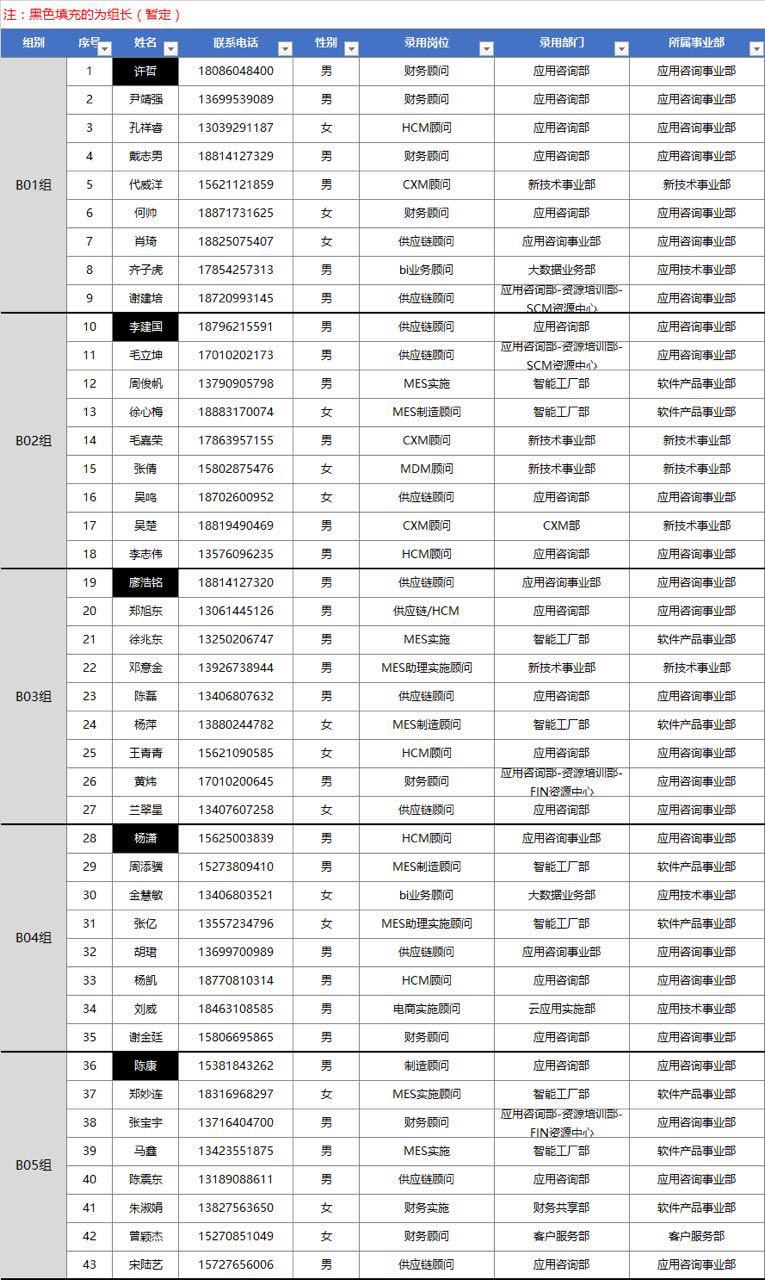 注：黑色填充的为组长（暂定）
组别 序号 姓名 联系电话 性别 录用岗位 录用部门 所属事业部
B01组
1 许哲 18086048400 男 财务顾问 应用咨询部 应用咨询事业部
2 尹靖强 13699539089 男 财务顾问 应用咨询部 应用咨询事业部
3 孔祥睿 13039291187 女 HCM顾问 应用咨询部 应用咨询事业部
4 戴志男 18814127329 男 财务顾问 应用咨询部 应用咨询事业部
5 代威洋 15621121859 男 CXM顾问 新技术事业部 新技术事业部
6 何帅 18871731625 女 财务顾问 应用咨询部 应用咨询事业部
7 肖琦 18825075407 女 供应链顾问 应用咨询事业部 应用咨询事业部
8 齐子虎 17854257313 男 bi业务顾问 大数据业务部 应用技术事业部
9 谢建培 18720993145 男 供应链顾问 应用咨询部-资源培训部-SCM资源中心 应用咨询事业部
B02组
10 李建国 18796215591 男 供应链顾问 应用咨询部 应用咨询事业部
11 毛立坤 17010202173 男 供应链顾问 应用咨询部-资源培训部-SCM资源中心 应用咨询事业部
12 周俊帆 13790905798 男 MES实施 智能工厂部 软件产品事业部
13 徐心梅 18883170074 女 MES制造顾问 智能工厂部 软件产品事业部
14 毛嘉荣 17863957155 男 CXM顾问 新技术事业部 新技术事业部
15 张倩 15802875476 女 MDM顾问 新技术事业部 新技术事业部
16 吴鸣 18702600952 女 供应链顾问 应用咨询部 应用咨询事业部
17 吴楚 18819490469 男 CXM顾问 CXM部 新技术事业部
18 李志伟 13576096235 男 HCM顾问 应用咨询部 应用咨询事业部
B03组
19 廖浩铭 18814127320 男 供应链顾问 应用咨询事业部 应用咨询事业部
20 郑旭东 13061445126 男 供应链/HCM 应用咨询部 应用咨询事业部
21 徐兆东 13250206747 男 MES实施 智能工厂部 软件产品事业部
22 邓意金 13926738944 男 MES助理实施顾问 新技术事业部 新技术事业部
23 陈磊 13406807632 男 供应链顾问 应用咨询部 应用咨询事业部
24 杨萍 13880244782 女 MES制造顾问 智能工厂部 软件产品事业部
25 王青青 15621090585 女 HCM顾问 应用咨询部 应用咨询事业部
26 黄炜 17010200645 男 财务顾问 应用咨询部-资源培训部-FIN资源中心 应用咨询事业部
27 兰翠星 13407607258 女 供应链顾问 应用咨询部 应用咨询事业部
B04组
28 杨潇 15625003839 男 HCM顾问 应用咨询事业部 应用咨询事业部
29 周添骥 15273809410 男 MES制造顾问 智能工厂部 软件产品事业部
30 金慧敏 13406803521 女 bi业务顾问 大数据业务部 应用技术事业部
31 张亿 13557234796 女 MES助理实施顾问 智能工厂部 软件产品事业部
32 胡珺 13699700989 男 供应链顾问 应用咨询事业部 应用咨询事业部
33 杨凯 18770810314 男 HCM顾问 应用咨询部 应用咨询事业部
34 刘威 18463108585 男 电商实施顾问 云应用实施部 应用技术事业部
35 谢金廷 15806695865 男 财务顾问 应用咨询部 应用咨询事业部
B05组
36 陈康 15381843262 男 制造顾问 应用咨询部 应用咨询事业部
37 郑妙连 18316968297 女 MES实施顾问 智能工厂部 软件产品事业部
38 张宝宇 13716404700 男 财务顾问 应用咨询部-资源培训部-FIN资源中心 应用咨询事业部
39 马鑫 13423551875 男 MES实施 智能工厂部 软件产品事业部
40 陈震东 13189088611 男 供应链顾问 应用咨询部 应用咨询事业部
41 朱淑娟 13827563650 女 财务实施 财务共享部 软件产品事业部
42 曾颖杰 15270851049 女 财务顾问 客户服务部 客户服务部
43 宋陆艺 15727656006 男 供应链顾问 应用咨询部 应用咨询事业部